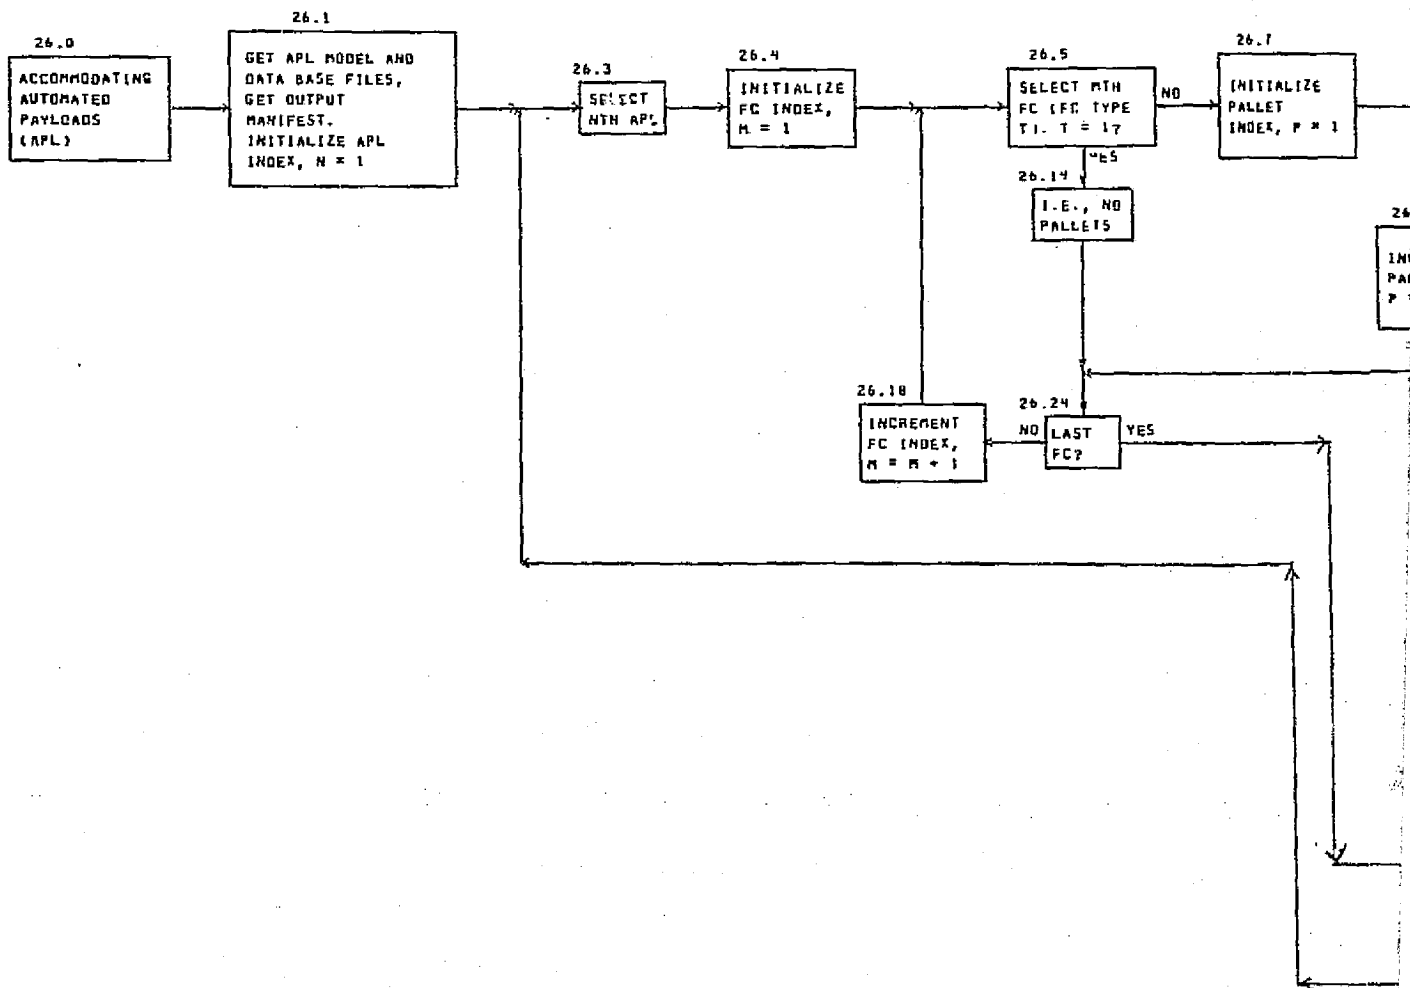 26.0
ACCOMMODATING
AUTOMATED
PAYLOADS
(APL)
26.1
GET APL MODEL AND
DATA BASE FILES,
GET OUTPUT
MANIFEST.
INITIALIZE APL
INDEX, N = 1
26.3
SELECT
NTH APL
26.4
INITIALIZE
FC INDEX,
M = 1
26.5
SELECT MTH
FC (FC TYPE
T). T = 1?
NO
YES
26.7
INITIALIZE
PALLET
INDEX, P = 1
26.14
I.E., NO
PALLETS
26.18
INCREMENT
FC INDEX,
M = M + 1
26.24
NO
LAST
FC?
YES
26
P